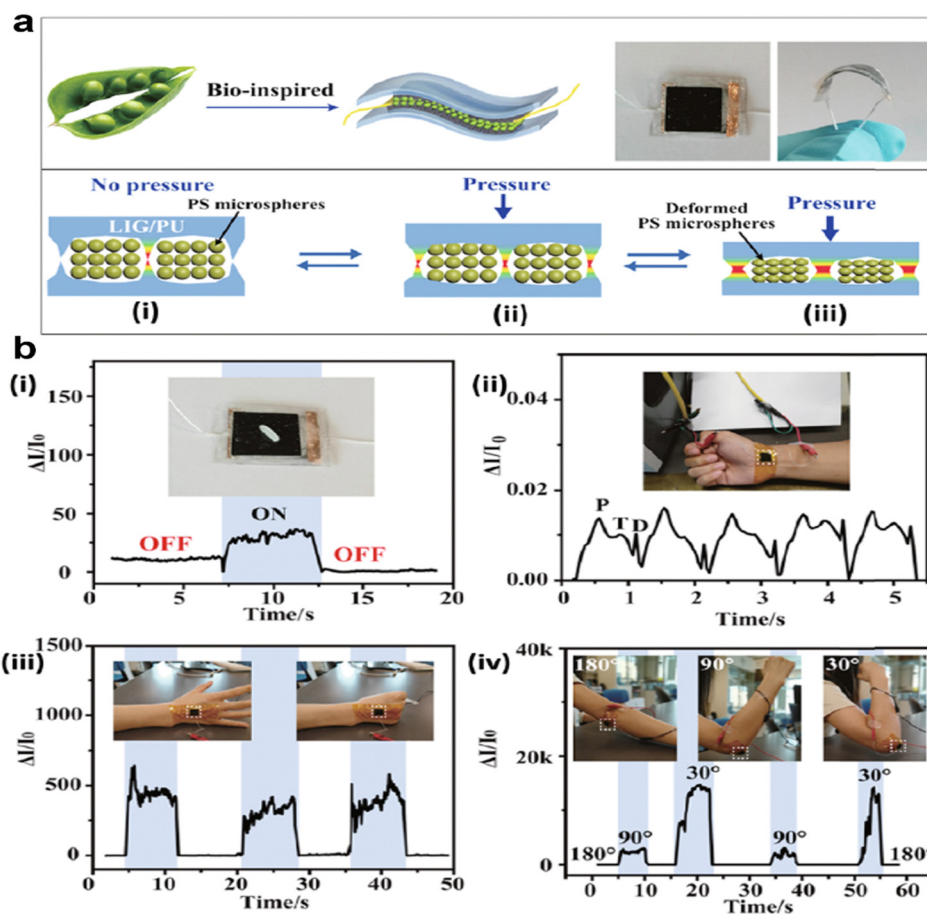 a
Bio-inspired
No pressure
PS microspheres
LIG/PU
Pressure
Deformed
PS microspheres
Pressure
(i)
(ii)
(iii)
b
(i)
150
100
50
0
ΔI/I₀
OFF
ON
OFF
0
5
10
15
20
Time/s
(ii)
0.04
0.02
0.00
ΔI/I₀
P
T
D
0
1
2
3
4
5
Time/s
(iii)
1500
1000
500
0
ΔI/I₀
0
10
20
30
40
50
Time/s
(iv)
40k
20k
0
ΔI/I₀
180°
90°
30°
180°
90°
30°
90°
30°
180°
0
10
20
30
40
50
60
Time/s